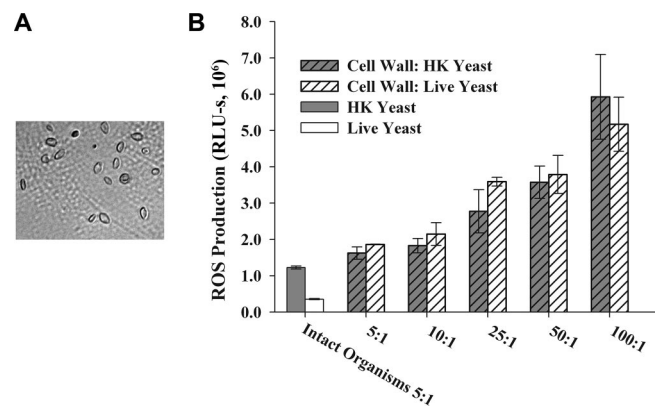 A
B
ROS Production (RLU-s, 10⁶)
8.0
7.0
6.0
5.0
4.0
3.0
2.0
1.0
0.0
Cell Wall: HK Yeast
Cell Wall: Live Yeast
HK Yeast
Live Yeast
Intact Organisms 5:1
5:1
10:1
25:1
50:1
100:1